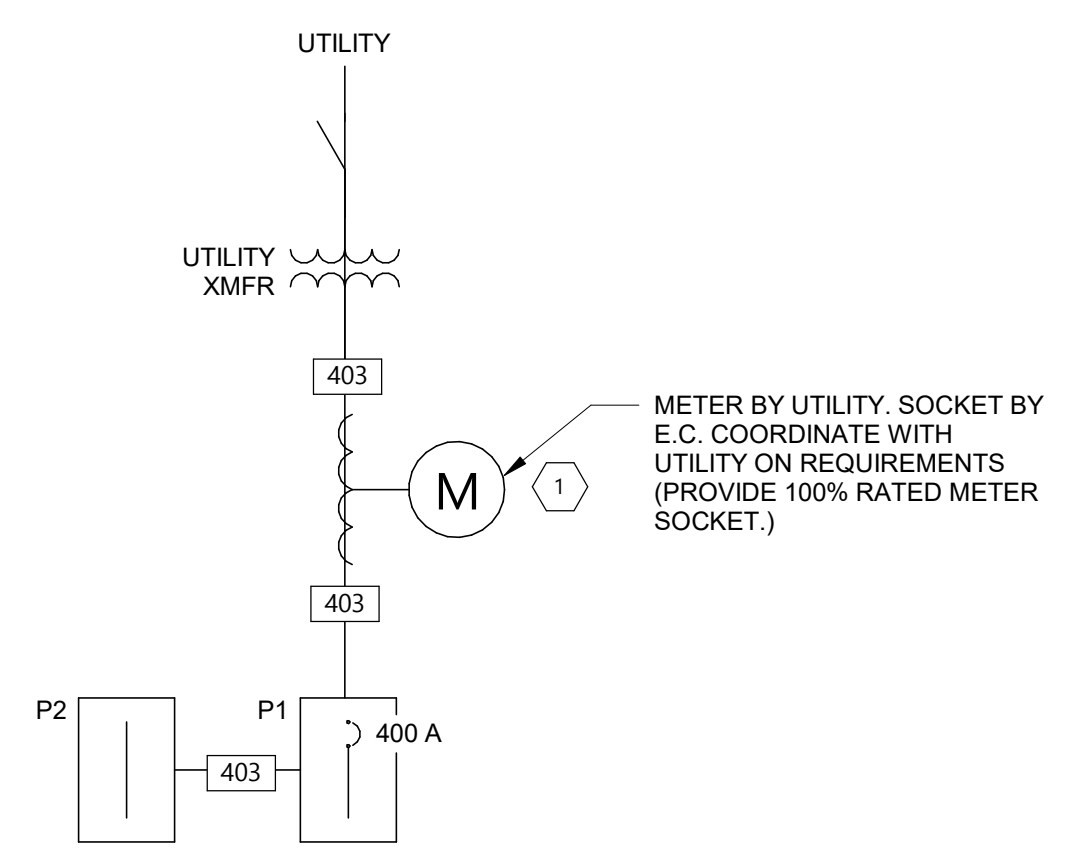 UTILITY
UTILITY
XMFR
403
METER BY UTILITY. SOCKET BY
E.C. COORDINATE WITH
UTILITY ON REQUIREMENTS
(PROVIDE 100% RATED METER
SOCKET.)
M
1
403
P2
P1
400 A
403